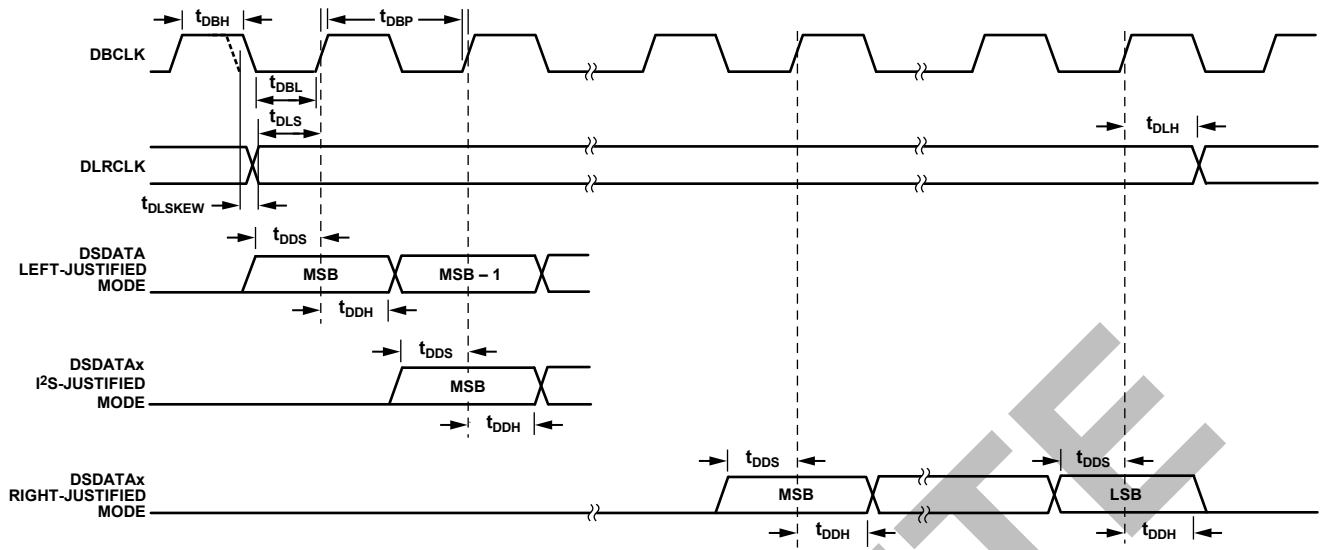 tDBH
tDBP
DBCLK
tDBL
tDLS
tDLH
DLRCLK
tDLSKEW
DSDATA
LEFT-JUSTIFIED
MODE
tDDS
MSB
MSB – 1
tDDH
DSDATAx
I²S-JUSTIFIED
MODE
tDDS
MSB
tDDH
DSDATAx
RIGHT-JUSTIFIED
MODE
tDDS
tDDS
MSB
LSB
tDDH
tDDH
TE